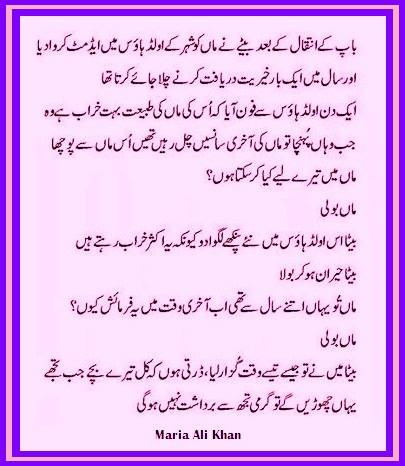 باپ کے انتقال کے بعد بیٹے نے ماں کو شہر کے اولڈ ہاؤس میں ایڈمٹ کروا دیا
اور سال میں ایک بار خیریت دریافت کرنے چلا جائے کرتا تھا
ایک دن اولڈ ہاؤس سے فون آیا کہ اُس کی ماں کی طبیعت بہت خراب ہے وہ
جب وہاں پُہنچا تو ماں کی آخری سانسیں چل رہیں تھیں اُس ماں سے پوچھا
ماں میں تیرے لیے کیا کر سکتا ہوں؟
ماں بولی
بیٹا اس اولڈ ہاؤس میں نئے پنکھے لگوا دو کیونکہ یہ اکثر خراب رہتے ہیں
بیٹا حیران ہو کر بولا
ماں تُو یہاں اتنے سال سے تھی اب آخری وقت میں یہ فرمائش کیوں؟
ماں بولی
بیٹا میں نے تو جیسے تیسے وقت گُزار لیا، ڈرتی ہوں کہ کل تیرے بچے جب تجھے
یہاں چھوڑیں گے تو گرمی تجھ سے برداشت نہیں ہو گی
Maria Ali Khan